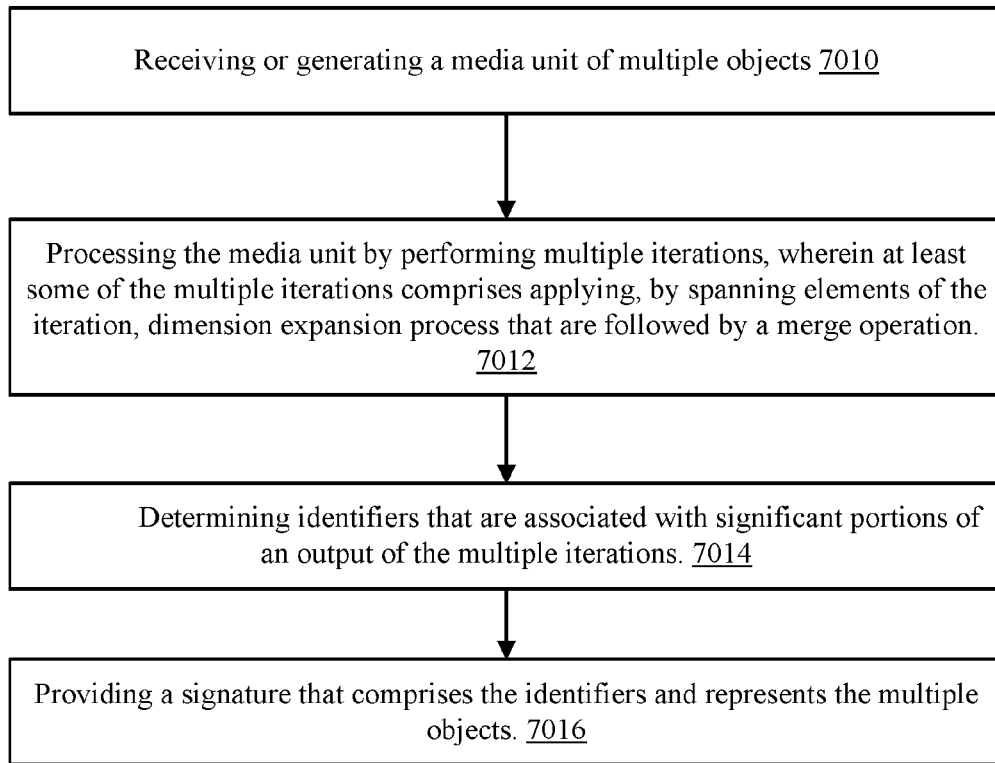 Receiving or generating a media unit of multiple objects 7010
Processing the media unit by performing multiple iterations, wherein at least
some of the multiple iterations comprises applying, by spanning elements of the
iteration, dimension expansion process that are followed by a merge operation.
7012
Determining identifiers that are associated with significant portions of
an output of the multiple iterations. 7014
Providing a signature that comprises the identifiers and represents the multiple
objects. 7016